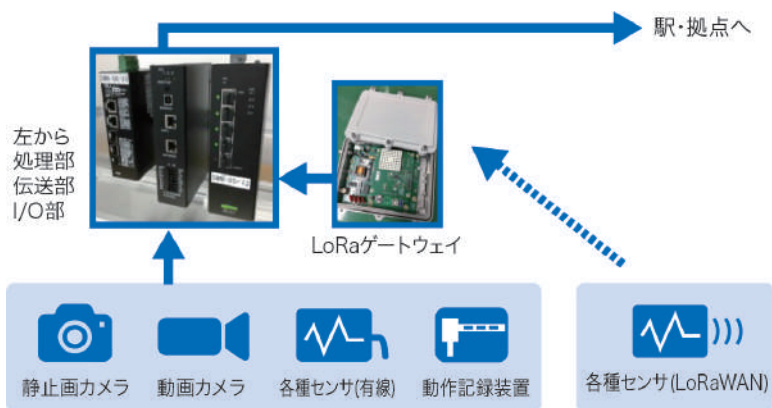 駅・拠点へ
左から
処理部
伝送部
I/O部
LoRaゲートウェイ
静止画カメラ
動画カメラ
各種センサ(有線)
動作記録装置
各種センサ(LoRaWAN)